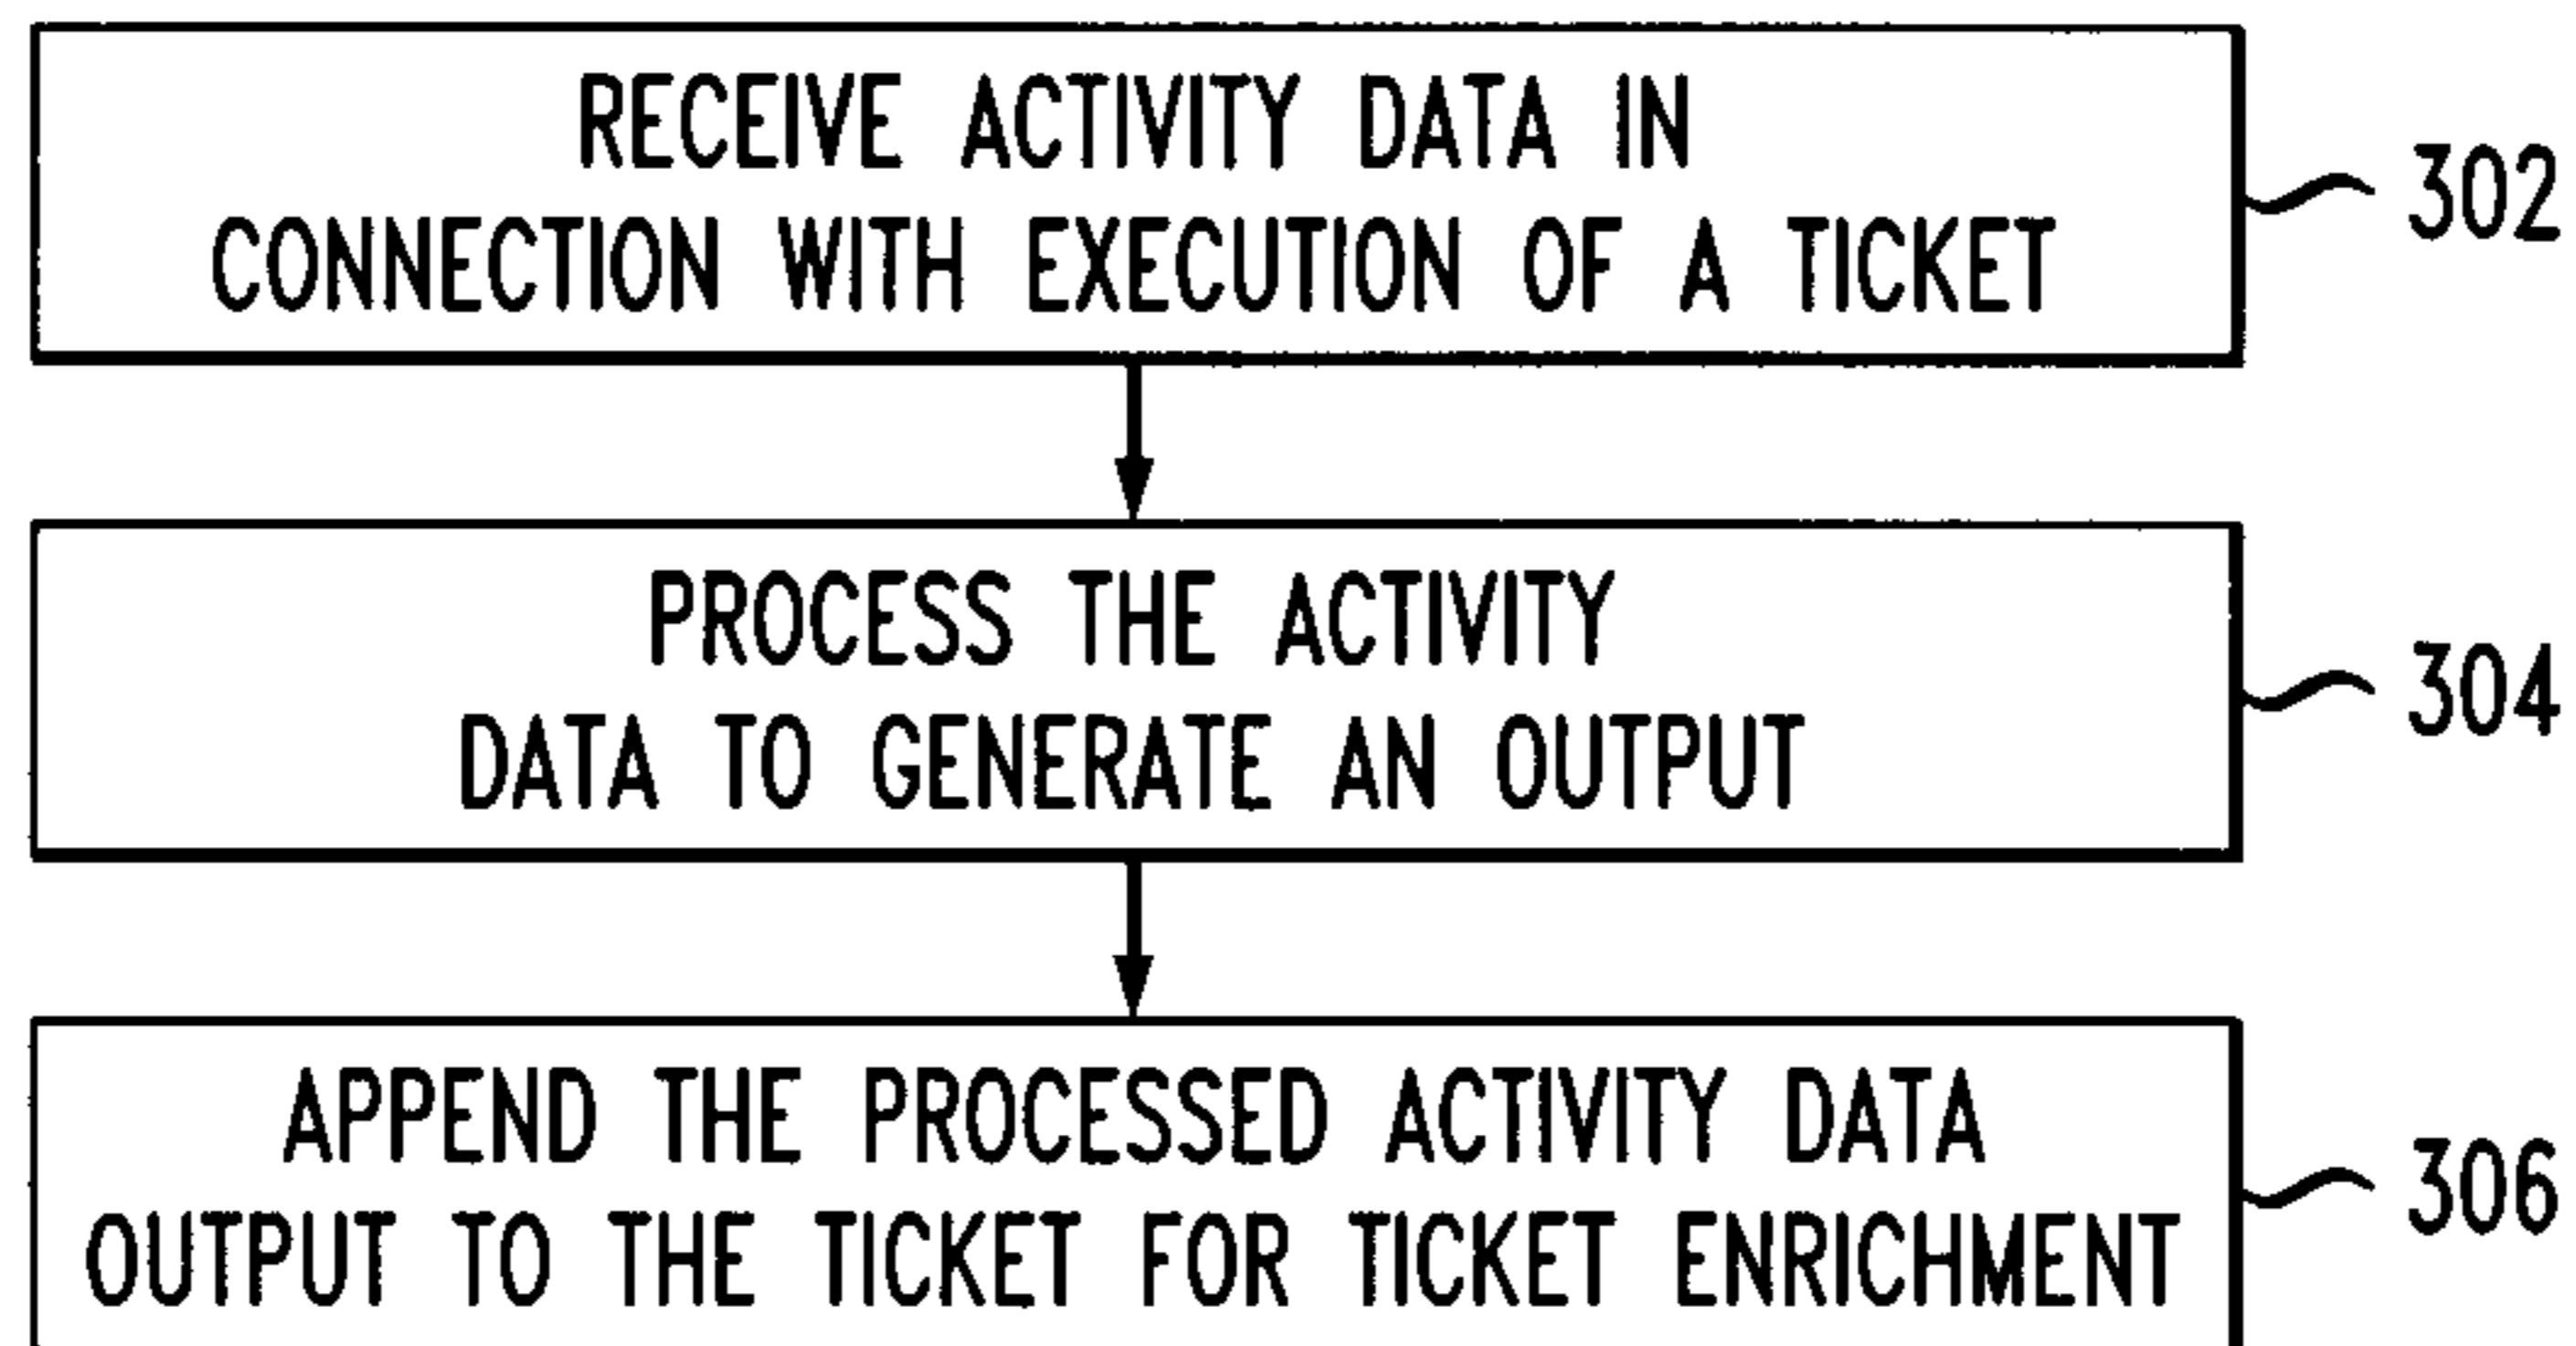 RECEIVE ACTIVITY DATA IN
CONNECTION WITH EXECUTION OF A TICKET
302
PROCESS THE ACTIVITY
DATA TO GENERATE AN OUTPUT
304
APPEND THE PROCESSED ACTIVITY DATA
OUTPUT TO THE TICKET FOR TICKET ENRICHMENT
306